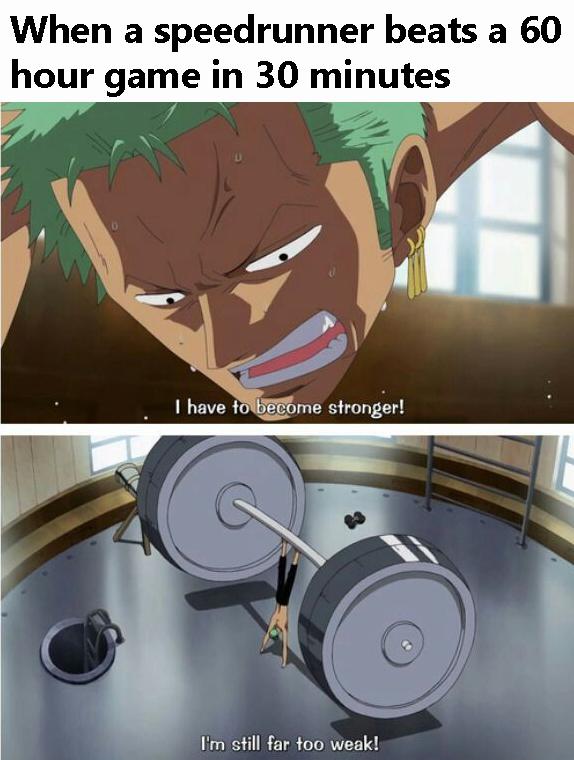 When a speedrunner beats a 60
hour game in 30 minutes
I have to become stronger!
I'm still far too weak!